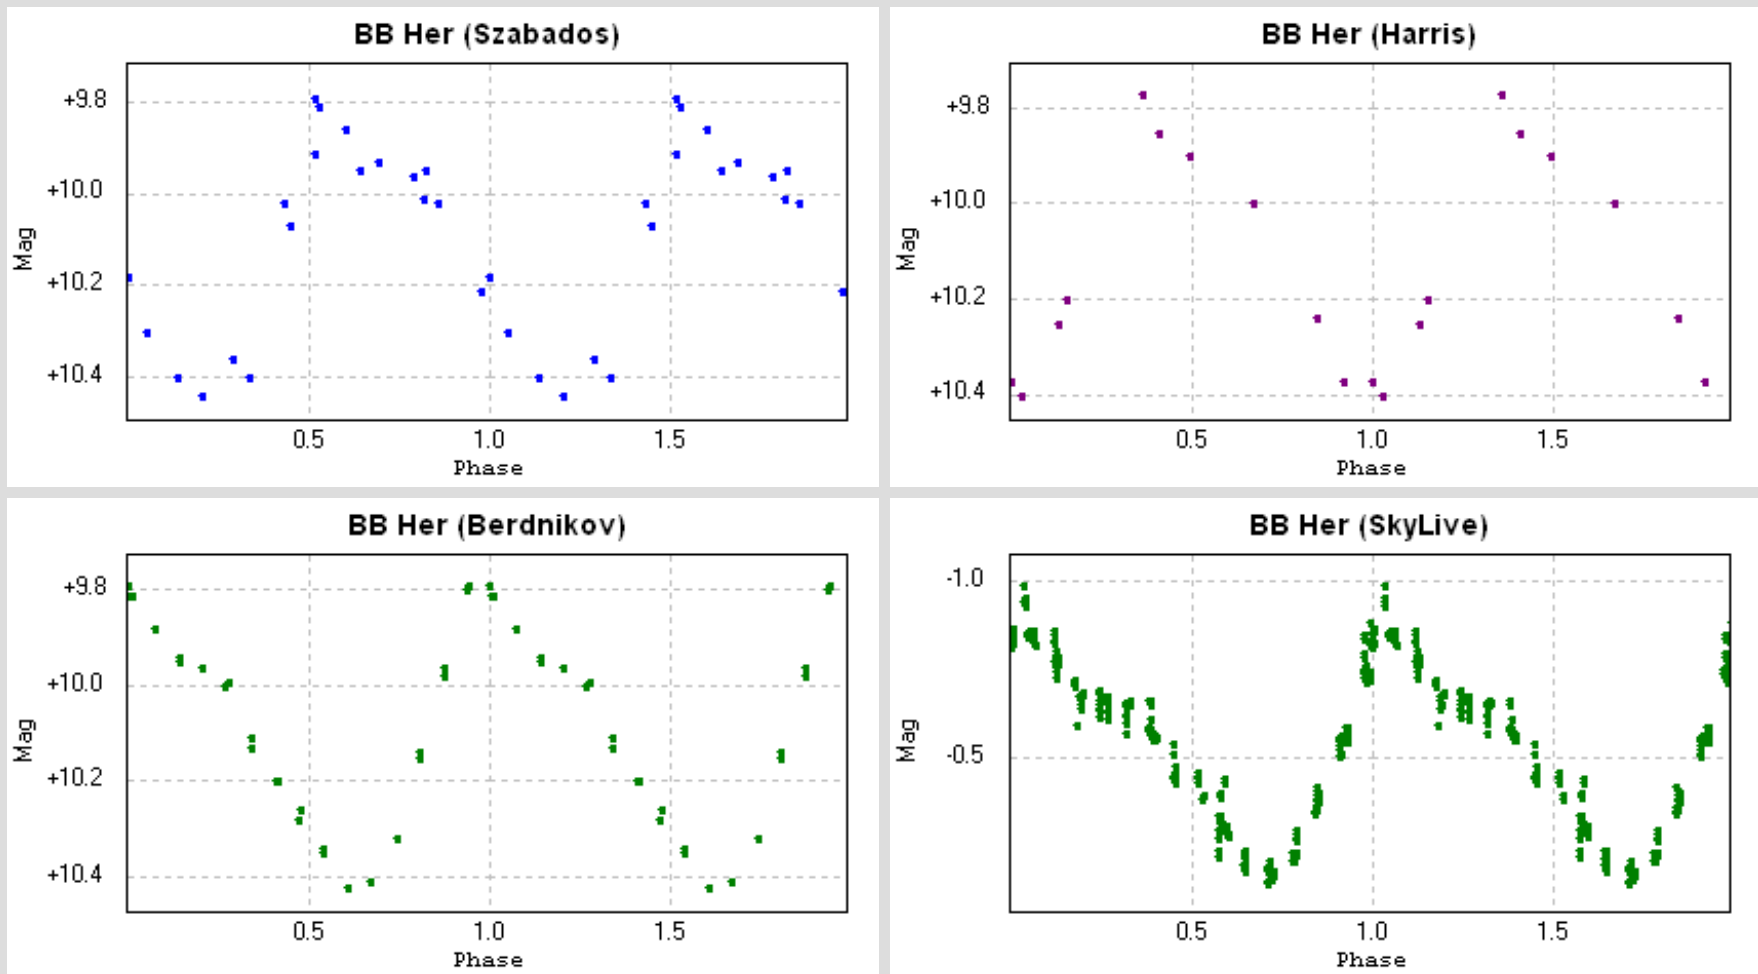 BB Her (Szabados)
+9.8
+10.0
+10.2
+10.4
Mag
0.5 1.0 1.5
Phase
BB Her (Harris)
+9.8
+10.0
+10.2
+10.4
Mag
0.5 1.0 1.5
Phase
BB Her (Berdnikov)
+9.8
+10.0
+10.2
+10.4
Mag
0.5 1.0 1.5
Phase
BB Her (SkyLive)
-1.0
-0.5
Mag
0.5 1.0 1.5
Phase